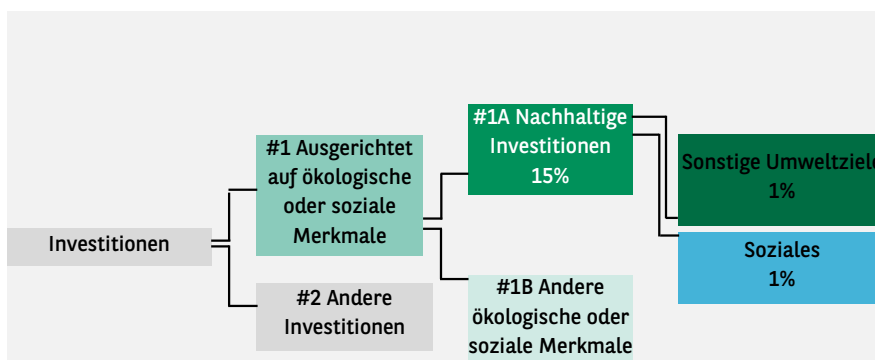 Investitionen
#1 Ausgerichtet
auf ökologische
oder soziale
Merkmale
#2 Andere
Investitionen
#1A Nachhaltige
Investitionen
15%
#1B Andere
ökologische oder
soziale Merkmale
Sonstige Umweltziele
1%
Soziales
1%